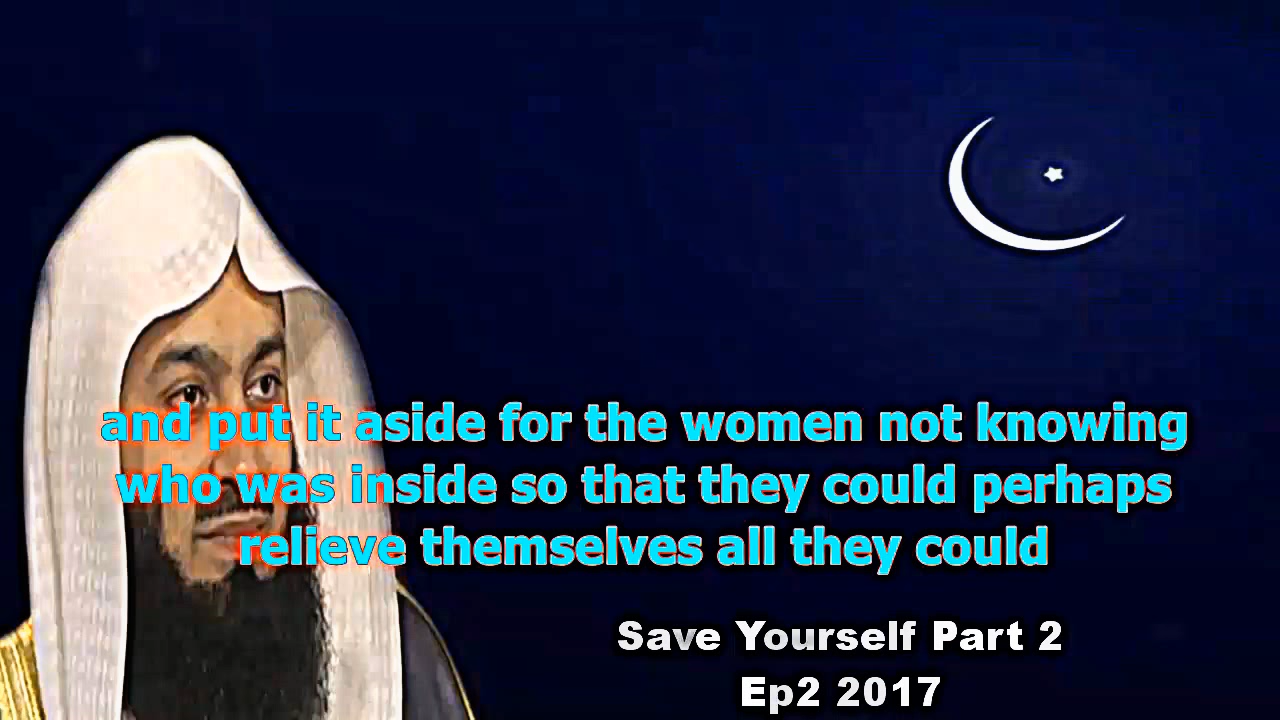 and put it aside for the women not knowing
who was inside so that they could perhaps
relieve themselves all they could
Save Yourself Part 2
Ep2 2017